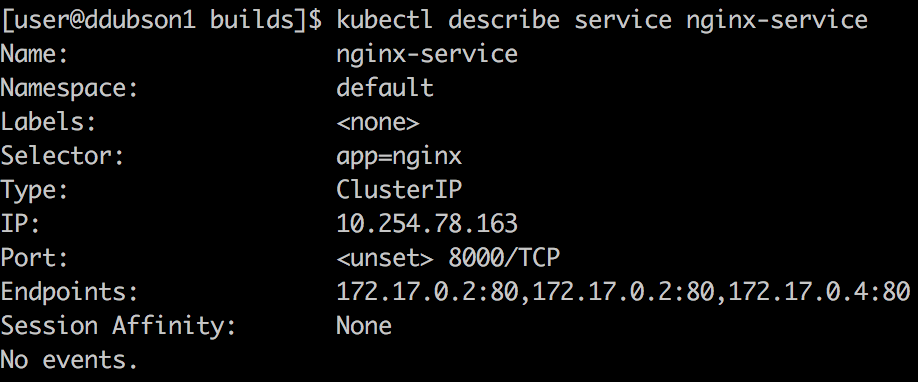 [user@ddubson1 builds]$ kubectl describe service nginx-service
Name: nginx-service
Namespace: default
Labels: <none>
Selector: app=nginx
Type: ClusterIP
IP: 10.254.78.163
Port: <unset> 8000/TCP
Endpoints: 172.17.0.2:80,172.17.0.2:80,172.17.0.4:80
Session Affinity: None
No events.